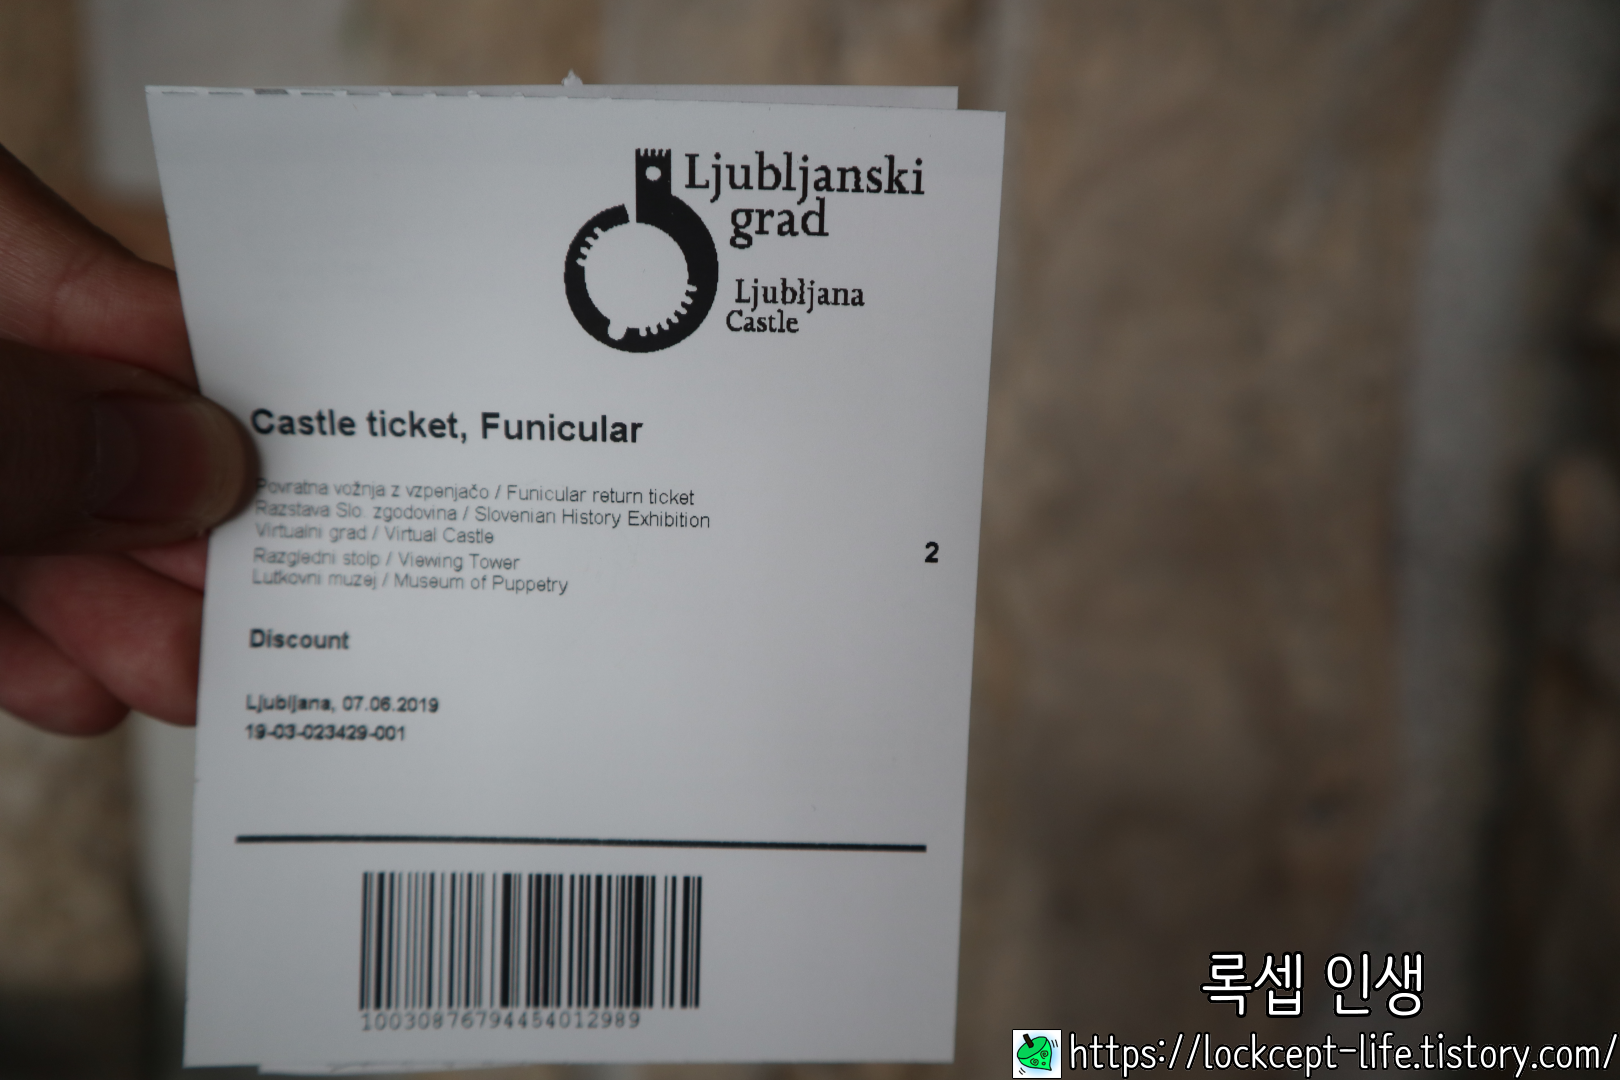 Ljubljanski
grad
Ljubljana
Castle
Castle ticket, Funicular
Povratna vožnja z vzpenjačo / Funicular return ticket
Razstava Slo. zgodovina / Slovenian History Exhibition
Virtualni grad / Virtual Castle
2
Razgledni stolp / Viewing Tower
Lutkovni muzej / Museum of Puppetry
Discount
Ljubljana, 07.06.2019
19-03-023429-001
10030876794454012989
록셉 인생
https://lockcept-life.tistory.com/